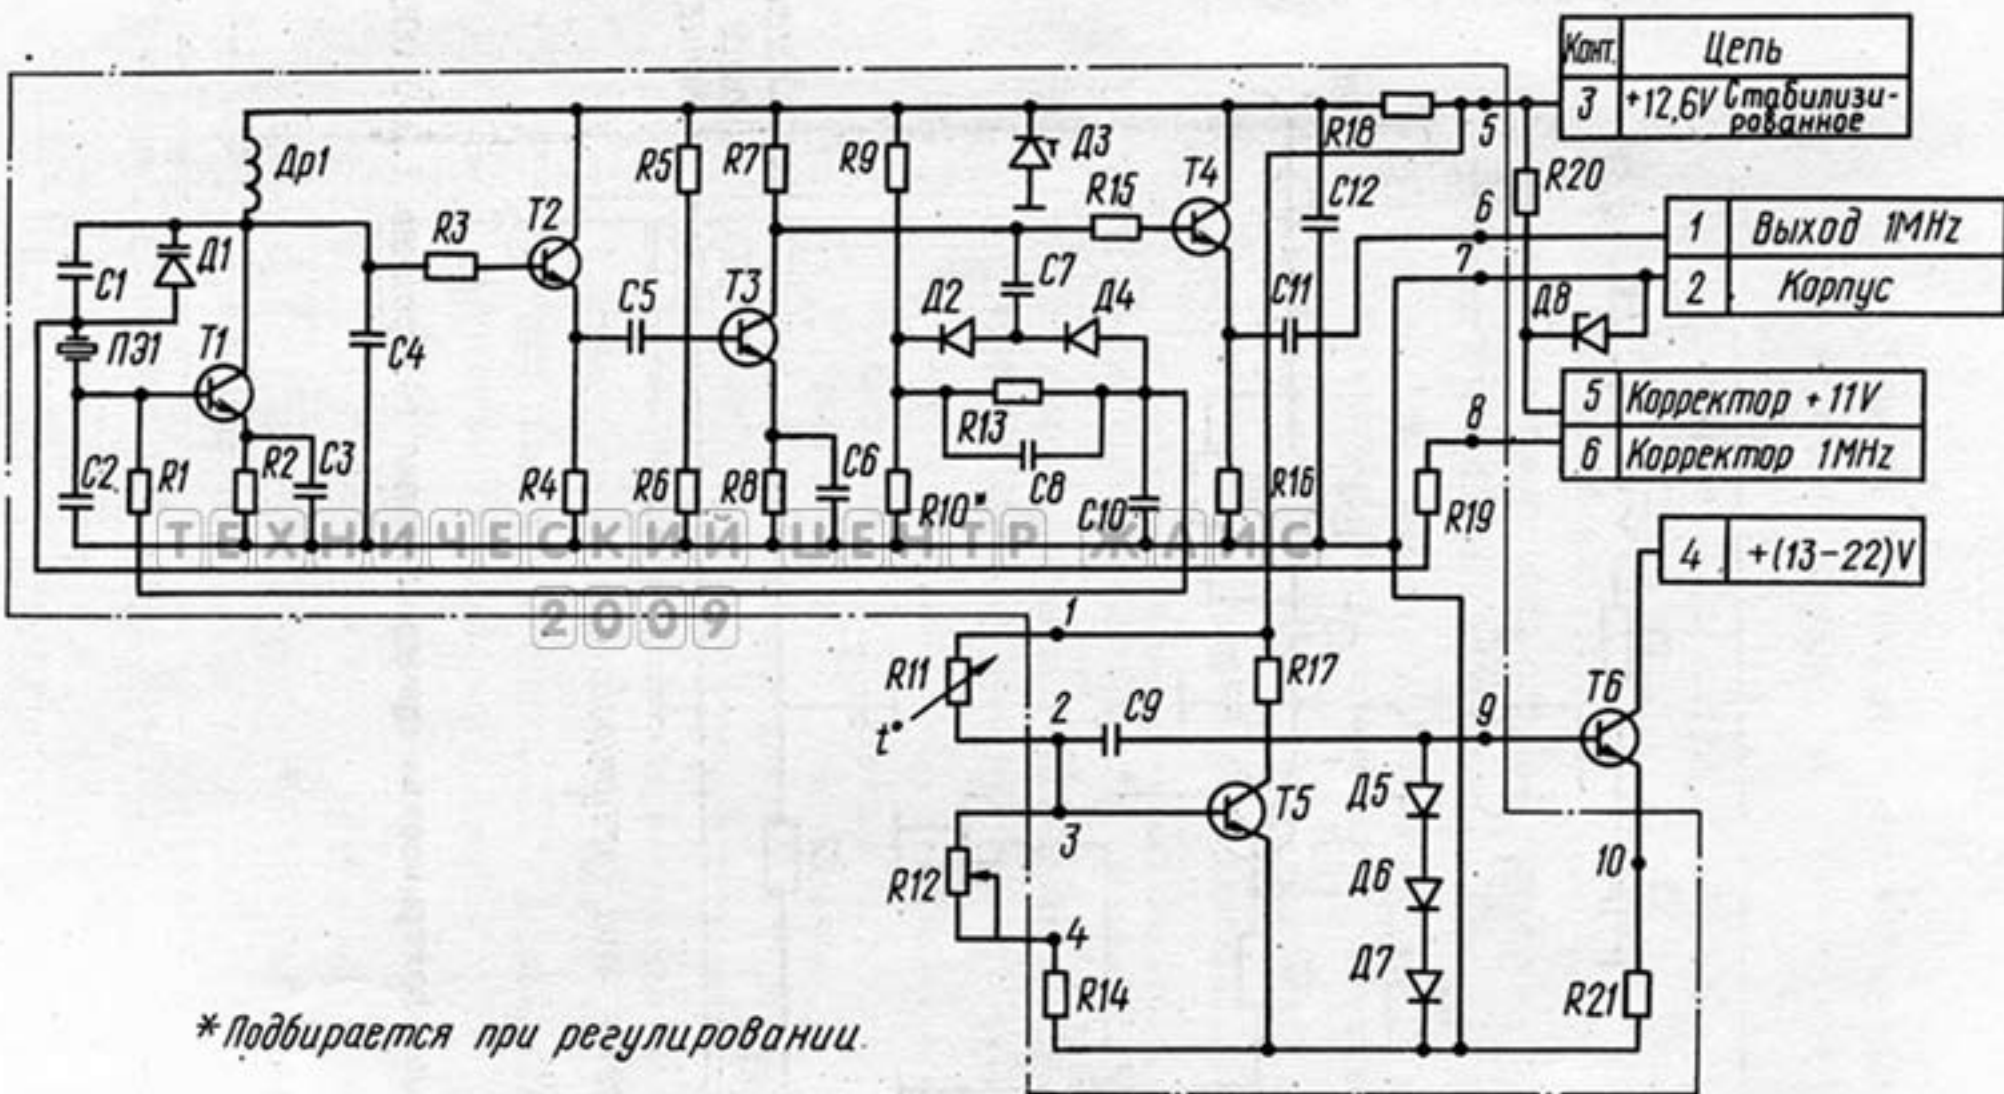 Конт. Цепь
3 +12,6V Стабилизи-
рованное
5
R18
Др1
R5
R7
R9
Д3
R15
T4
C12
R20
6
1 Выход 1MHz
7
2 Корпус
C1
Д1
R3
T2
C5
T3
Д2
C7
Д4
C11
Д8
ПЭ1
T1
C4
5 Корректор +11V
8
6 Корректор 1MHz
R13
C8
C2
R1
R2
C3
R4
R6
R8
C6
R10*
C10
R16
R19
ТЕХНИЧЕСКИЙ ЦЕНТР ЖАИС
4 +(13-22)V
2009
1
R11
t°
2
C9
R17
9
T6
3
T5
Д5
R12
Д6
10
4
Д7
R14
R21
*Подбирается при регулировании.